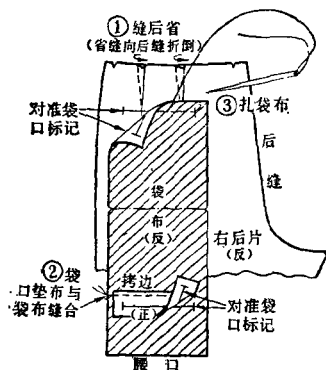 ①缝后省
(省缝向后缝折倒)
对准袋
口标记
③扎袋布
后
缝
袋
布
(反)
右后片
(反)
②袋
口垫布与
袋布缝合
拷边
(正)
对准袋
口标记
腰 口